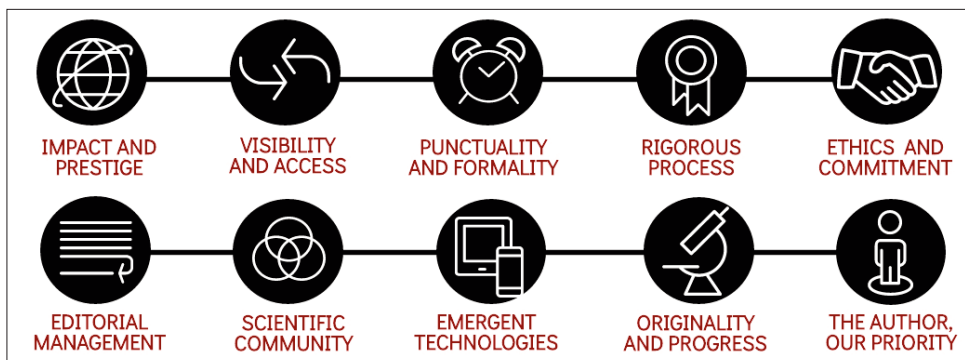 IMPACT AND
PRESTIGE
VISIBILITY
AND ACCESS
PUNCTUALITY
AND FORMALITY
RIGOROUS
PROCESS
ETHICS AND
COMMITMENT
EDITORIAL
MANAGEMENT
SCIENTIFIC
COMMUNITY
EMERGENT
TECHNOLOGIES
ORIGINALITY
AND PROGRESS
THE AUTHOR,
OUR PRIORITY